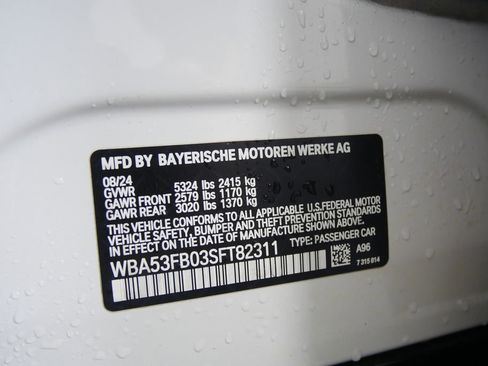 MFD BY BAYERISCHE MOTOREN WERKE AG
08/24
GVWR 5324 lbs 2415 kg
GAWR FRONT 2579 lbs 1170 kg
GAWR REAR 3020 lbs 1370 kg
THIS VEHICLE CONFORMS TO ALL APPLICABLE U.S.FEDERAL MOTOR
VEHICLE SAFETY, BUMPER, AND THEFT PREVENTION STANDARDS
IN EFFECT ON THE DATE OF MANUFACTURE SHOWN ABOVE.
WBA53FB03SFT82311 TYPE: PASSENGER CAR
A96
7 315 814